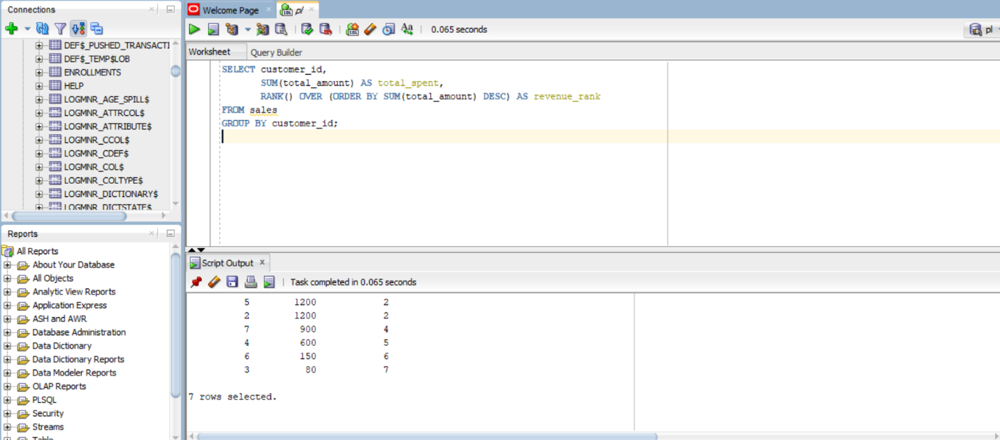 Connections
Welcome Page
pl
0.065 seconds
pl
Worksheet
Query Builder
DEF$_PUSHED_TRANSACTI
DEF$_TEMP$LOB
ENROLLMENTS
HELP
LOGMNR_AGE_SPILL$
LOGMNR_ATTRCOL$
LOGMNR_ATTRIBUTE$
LOGMNR_CCOL$
LOGMNR_CDEF$
LOGMNR_COL$
LOGMNR_COLTYPE$
LOGMNR_DICTIONARY$
LOGMNR_DICTSTATE$
SELECT customer_id,
SUM(total_amount) AS total_spent,
RANK() OVER (ORDER BY SUM(total_amount) DESC) AS revenue_rank
FROM sales
GROUP BY customer_id;
Reports
All Reports
About Your Database
All Objects
Analytic View Reports
Application Express
ASH and AWR
Database Administration
Data Dictionary
Data Dictionary Reports
Data Modeler Reports
OLAP Reports
PLSQL
Security
Streams
Table
Script Output x
Task completed in 0.065 seconds
5 1200 2
2 1200 2
7 900 4
4 600 5
6 150 6
3 80 7
7 rows selected.